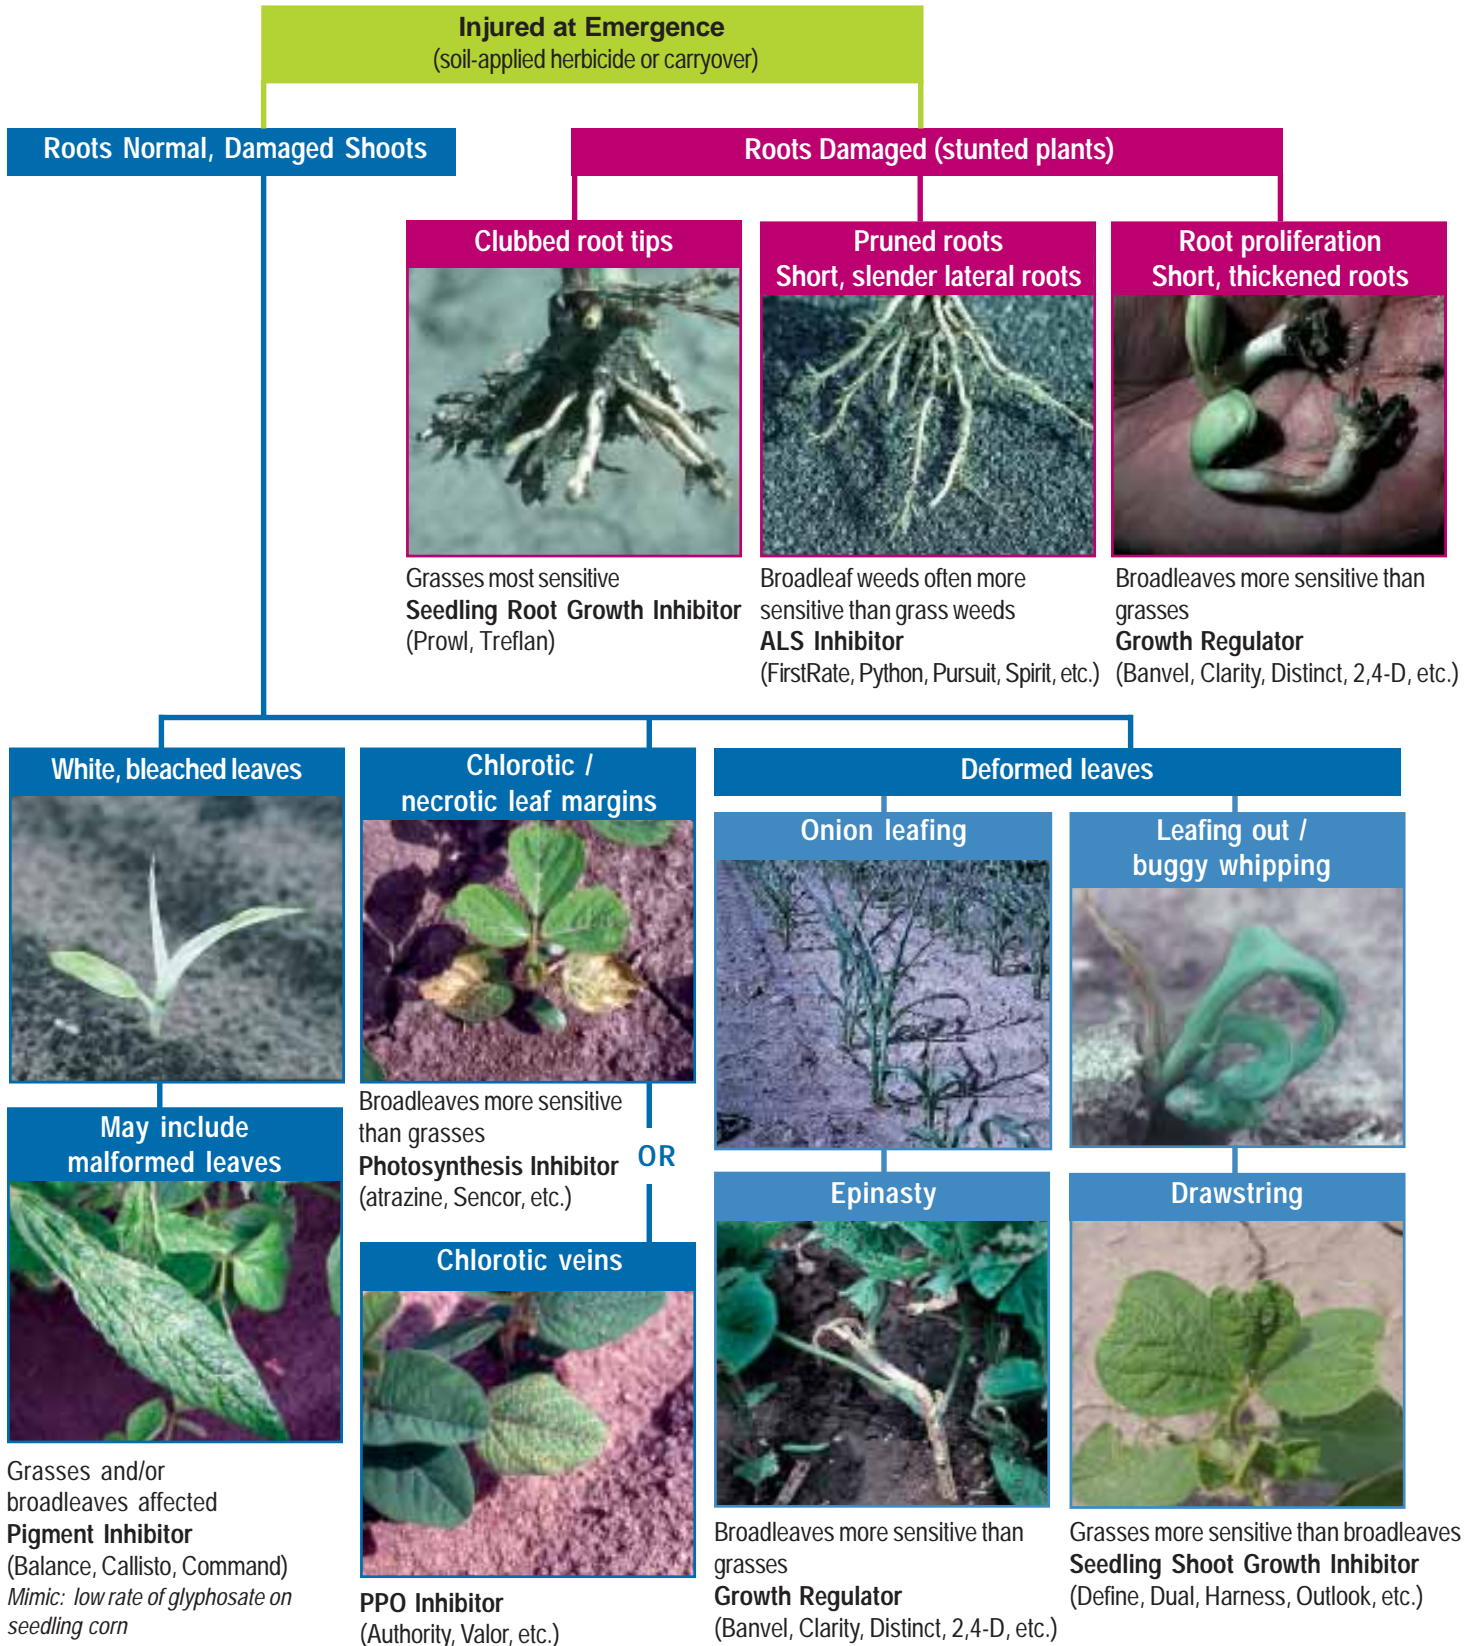 Injured at Emergence
(soil-applied herbicide or carryover)
Roots Normal, Damaged Shoots
Roots Damaged (stunted plants)
Clubbed root tips
Grasses most sensitive
Seedling Root Growth Inhibitor
(Prowl, Treflan)
Pruned roots
Short, slender lateral roots
Broadleaf weeds often more
sensitive than grass weeds
ALS Inhibitor
(FirstRate, Python, Pursuit, Spirit, etc.)
Root proliferation
Short, thickened roots
Broadleaves more sensitive than
grasses
Growth Regulator
(Banvel, Clarity, Distinct, 2,4-D, etc.)
White, bleached leaves
May include
malformed leaves
Grasses and/or
broadleaves affected
Pigment Inhibitor
(Balance, Callisto, Command)
Mimic: low rate of glyphosate on
seedling corn
Chlorotic /
necrotic leaf margins
Broadleaves more sensitive
than grasses
Photosynthesis Inhibitor
(atrazine, Sencor, etc.)
OR
Chlorotic veins
PPO Inhibitor
(Authority, Valor, etc.)
Deformed leaves
Onion leafing
Epinasty
Broadleaves more sensitive than
grasses
Growth Regulator
(Banvel, Clarity, Distinct, 2,4-D, etc.)
Leafing out /
buggy whipping
Drawstring
Grasses more sensitive than broadleaves
Seedling Shoot Growth Inhibitor
(Define, Dual, Harness, Outlook, etc.)